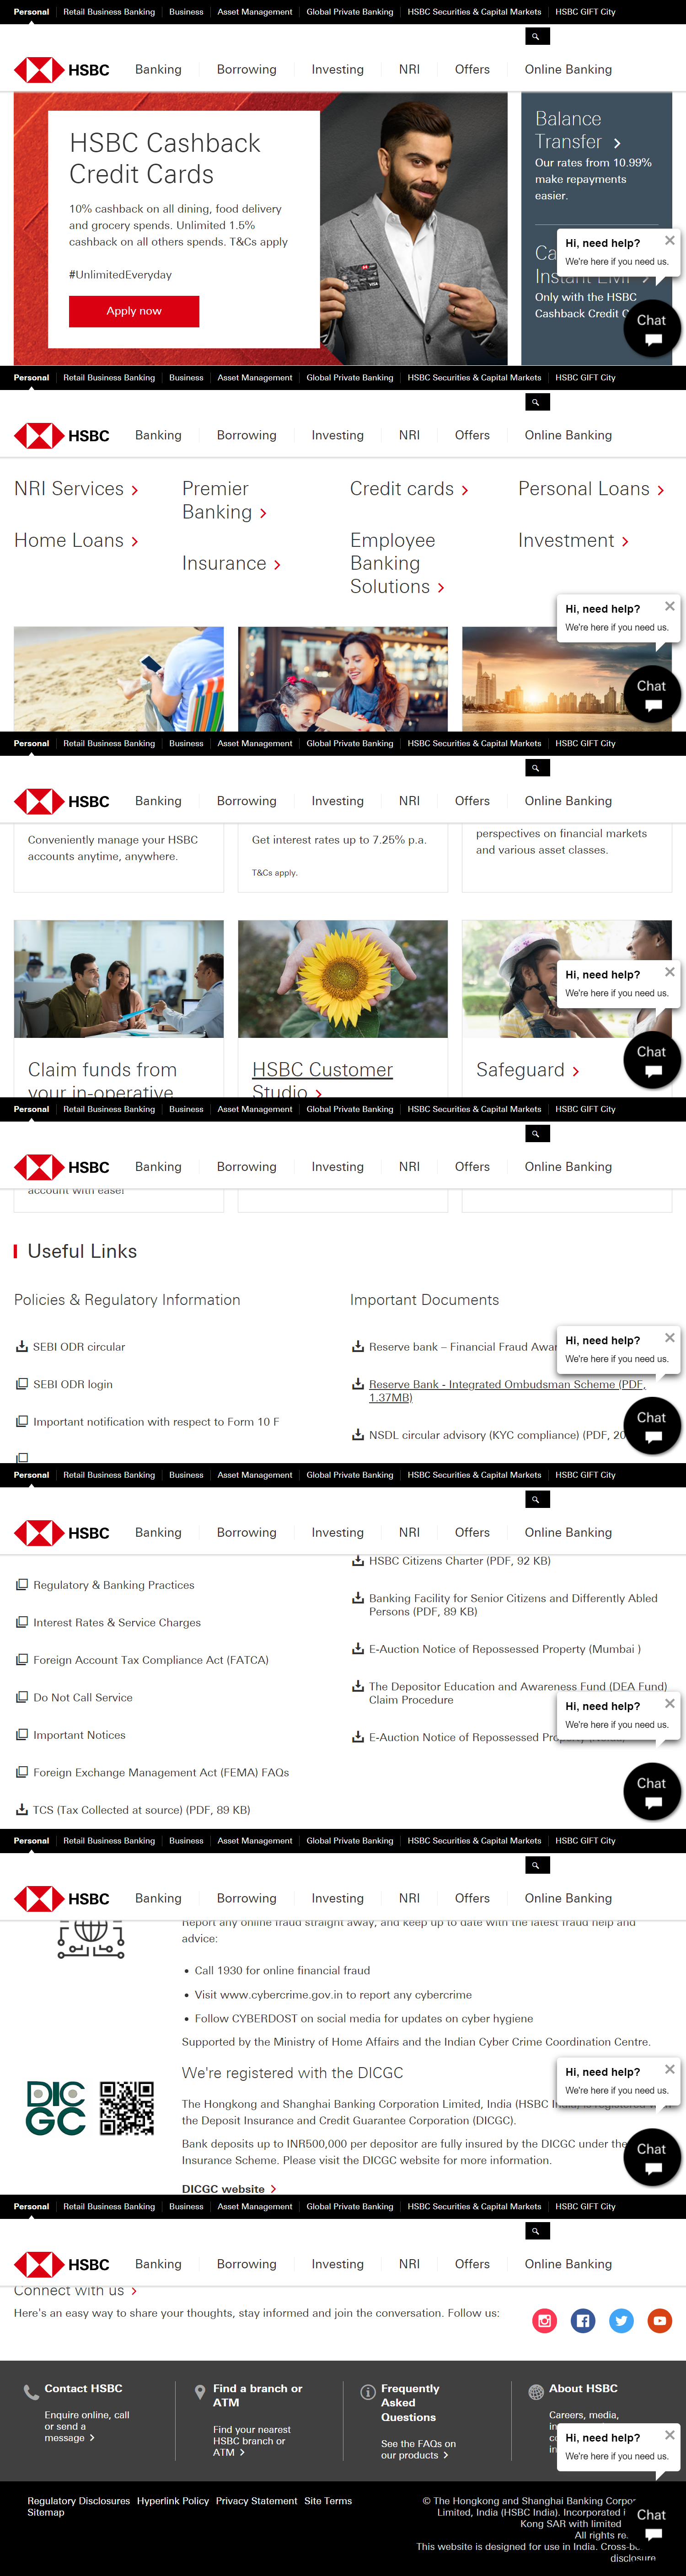 Personal Retail Business Banking Business Asset Management Global Private Banking HSBC Securities & Capital Markets HSBC GIFT City
HSBC Banking Borrowing Investing NRI Offers Online Banking
HSBC Cashback
Credit Cards
10% cashback on all dining, food delivery
and grocery spends. Unlimited 1.5%
cashback on all others spends. T&Cs apply
#UnlimitedEveryday
Apply now
Balance
Transfer
Our rates from 10.99%
make repayments
easier.
Ca
Instant EMI
Only with the HSBC
Cashback Credit
Hi, need help?
We're here if you need us.
Chat
Personal Retail Business Banking Business Asset Management Global Private Banking HSBC Securities & Capital Markets HSBC GIFT City
HSBC Banking Borrowing Investing NRI Offers Online Banking
NRI Services
Premier
Banking
Credit cards
Personal Loans
Home Loans
Insurance
Employee
Banking
Solutions
Investment
Hi, need help?
We're here if you need us.
Chat
Personal Retail Business Banking Business Asset Management Global Private Banking HSBC Securities & Capital Markets HSBC GIFT City
HSBC Banking Borrowing Investing NRI Offers Online Banking
Conveniently manage your HSBC
accounts anytime, anywhere.
Get interest rates up to 7.25% p.a.
T&Cs apply.
perspectives on financial markets
and various asset classes.
Hi, need help?
We're here if you need us.
Chat
Claim funds from
your in-operative
HSBC Customer
Studio
Safeguard
Personal Retail Business Banking Business Asset Management Global Private Banking HSBC Securities & Capital Markets HSBC GIFT City
HSBC Banking Borrowing Investing NRI Offers Online Banking
account with ease!
Useful Links
Policies & Regulatory Information
SEBI ODR circular
SEBI ODR login
Important notification with respect to Form 10 F
Important Documents
Reserve bank – Financial Fraud Awar
Reserve Bank - Integrated Ombudsman Scheme (PDF,
1.37MB)
NSDL circular advisory (KYC compliance) (PDF, 20
Hi, need help?
We're here if you need us.
Chat
Personal Retail Business Banking Business Asset Management Global Private Banking HSBC Securities & Capital Markets HSBC GIFT City
HSBC Banking Borrowing Investing NRI Offers Online Banking
Regulatory & Banking Practices
Interest Rates & Service Charges
Foreign Account Tax Compliance Act (FATCA)
Do Not Call Service
Important Notices
Foreign Exchange Management Act (FEMA) FAQs
TCS (Tax Collected at source) (PDF, 89 KB)
HSBC Citizens Charter (PDF, 92 KB)
Banking Facility for Senior Citizens and Differently Abled
Persons (PDF, 89 KB)
E-Auction Notice of Repossessed Property (Mumbai )
The Depositor Education and Awareness Fund (DEA Fund)
Claim Procedure
E-Auction Notice of Repossessed
Hi, need help?
We're here if you need us.
Chat
Personal Retail Business Banking Business Asset Management Global Private Banking HSBC Securities & Capital Markets HSBC GIFT City
HSBC Banking Borrowing Investing NRI Offers Online Banking
Report any online fraud straight away, and keep up to date with the latest fraud help and
advice:
Call 1930 for online financial fraud
Visit www.cybercrime.gov.in to report any cybercrime
Follow CYBERDOST on social media for updates on cyber hygiene
Supported by the Ministry of Home Affairs and the Indian Cyber Crime Coordination Centre.
DIC
GC
We're registered with the DICGC
The Hongkong and Shanghai Banking Corporation Limited, India (HSBC
the Deposit Insurance and Credit Guarantee Corporation (DICGC).
Bank deposits up to INR500,000 per depositor are fully insured by the DICGC under the
Insurance Scheme. Please visit the DICGC website for more information.
DICGC website
Hi, need help?
We're here if you need us.
Chat
Personal Retail Business Banking Business Asset Management Global Private Banking HSBC Securities & Capital Markets HSBC GIFT City
HSBC Banking Borrowing Investing NRI Offers Online Banking
Connect with us
Here's an easy way to share your thoughts, stay informed and join the conversation. Follow us:
Contact HSBC
Enquire online, call
or send a
message
Find a branch or
ATM
Find your nearest
HSBC branch or
ATM
Frequently
Asked
Questions
See the FAQs on
our products
About HSBC
Careers, media,
Hi, need help?
We're here if you need us.
Chat
Regulatory Disclosures Hyperlink Policy Privacy Statement Site Terms
Sitemap
© The Hongkong and Shanghai Banking Corpor
Limited, India (HSBC India). Incorporated
Kong SAR with limited
All rights re
This website is designed for use in India. Cross-bo
disclosure